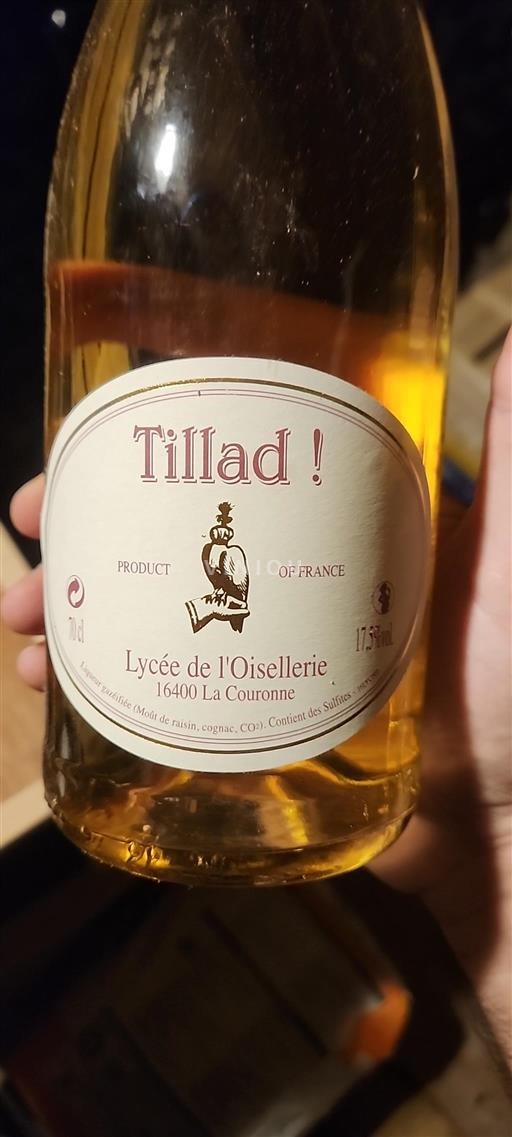 Tillad !
PRODUCT OF FRANCE
70 cl
17,5%vol.
Lycée de l'Oisellerie
16400 La Couronne
Liqueur gazéifiée (Moût de raisin, cognac, CO2). Contient des Sulfites -